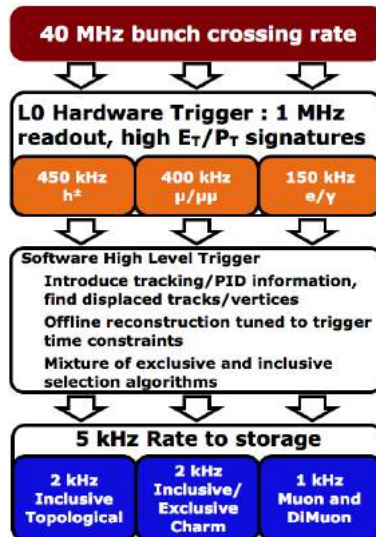 40 MHz bunch crossing rate
L0 Hardware Trigger : 1 MHz
readout, high E_T/P_T signatures
450 kHz
h±
400 kHz
μ/μμ
150 kHz
e/γ
Software High Level Trigger
Introduce tracking/PID information,
find displaced tracks/vertices
Offline reconstruction tuned to trigger
time constraints
Mixture of exclusive and inclusive
selection algorithms
5 kHz Rate to storage
2 kHz
Inclusive
Topological
2 kHz
Inclusive/
Exclusive
Charm
1 kHz
Muon and
DiMuon